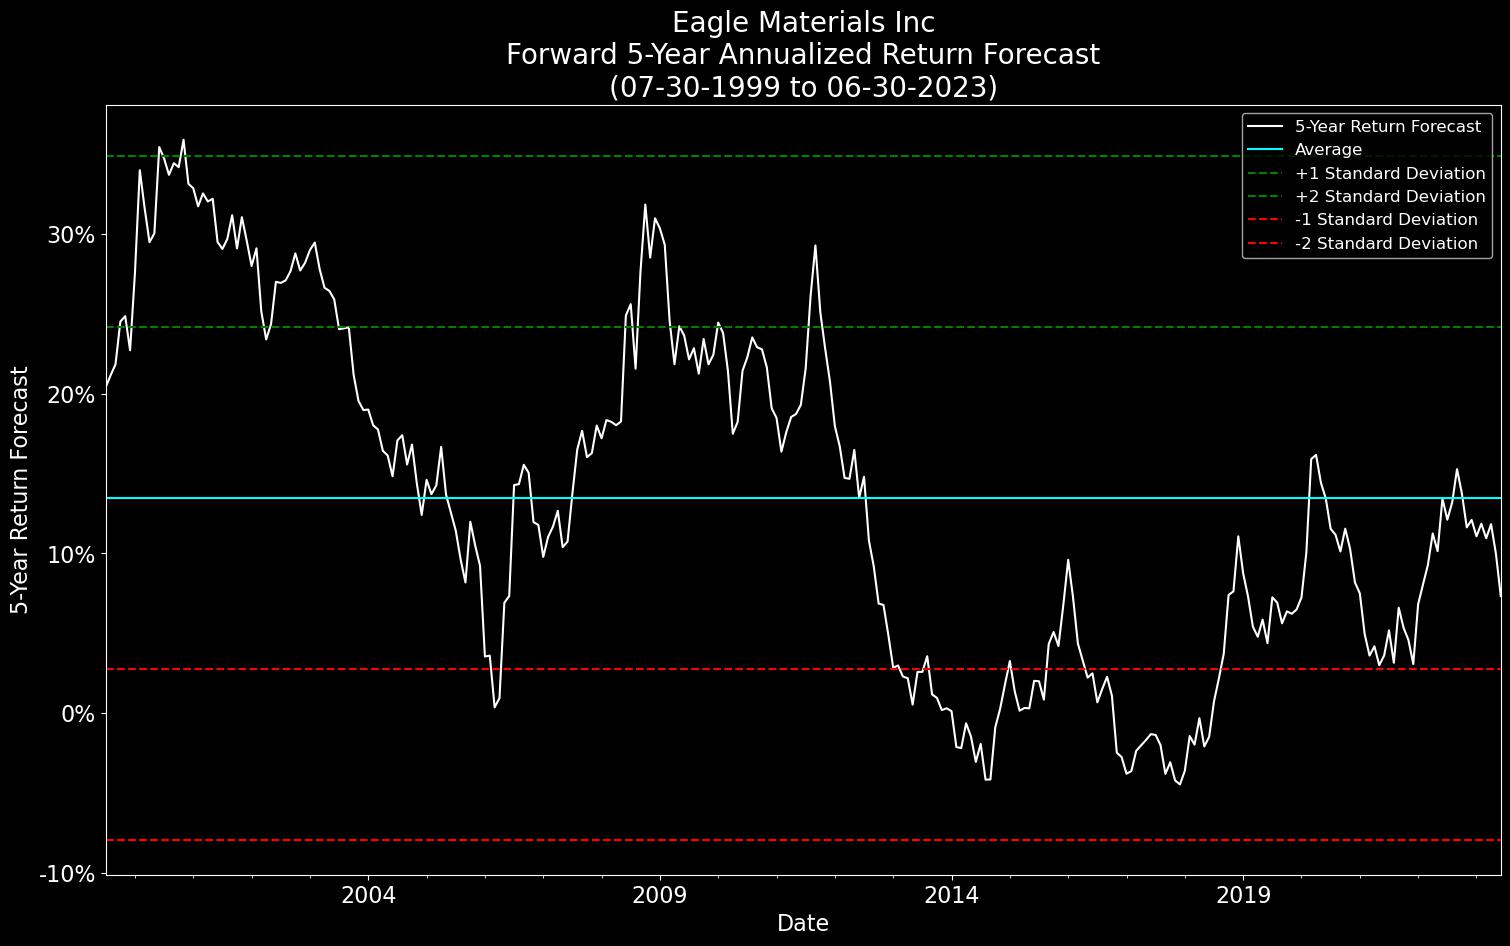 Eagle Materials Inc
Forward 5-Year Annualized Return Forecast
(07-30-1999 to 06-30-2023)
5-Year Return Forecast
Average
+1 Standard Deviation
+2 Standard Deviation
-1 Standard Deviation
-2 Standard Deviation
30%
20%
10%
0%
-10%
5-Year Return Forecast
2004
2009
2014
2019
Date